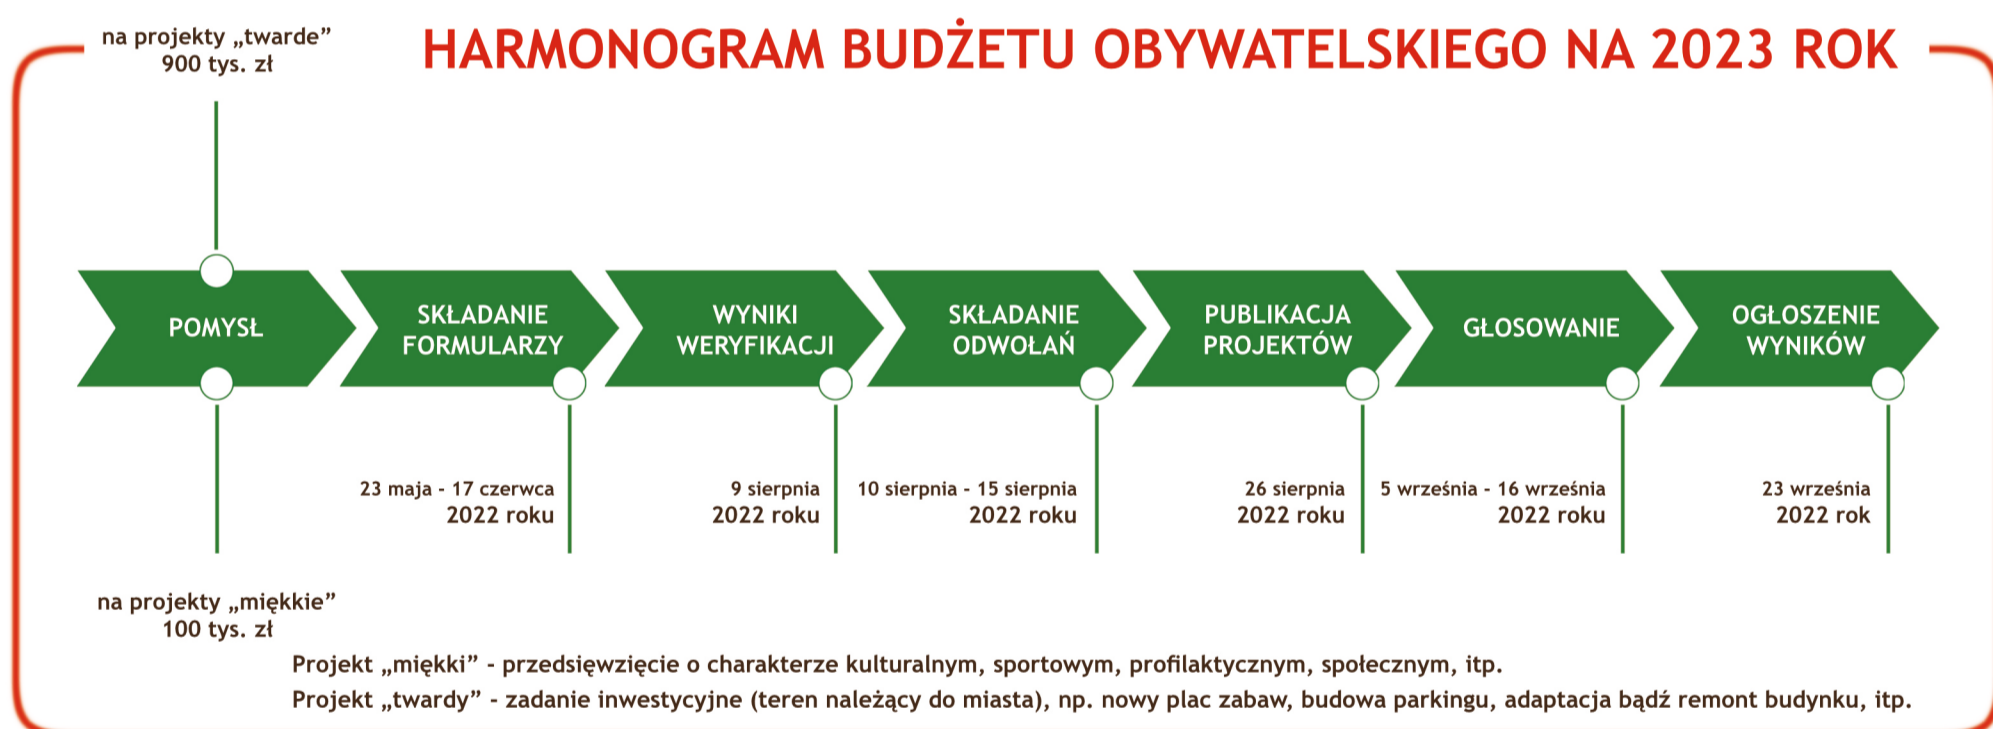 na projekty „twarde”
900 tys. zł
HARMONOGRAM BUDŻETU OBYWATELSKIEGO NA 2023 ROK
POMYSŁ
SKŁADANIE
FORMULARZY
WYNIKI
WERYFIKACJI
SKŁADANIE
ODWOŁAŃ
PUBLIKACJA
PROJEKTÓW
GŁOSOWANIE
OGŁOSZENIE
WYNIKÓW
23 maja - 17 czerwca
2022 roku
9 sierpnia
2022 roku
10 sierpnia - 15 sierpnia
2022 roku
26 sierpnia
2022 roku
5 września - 16 września
2022 roku
23 września
2022 rok
na projekty „miękkie”
100 tys. zł
Projekt „miękki” - przedsięwzięcie o charakterze kulturalnym, sportowym, profilaktycznym, społecznym, itp.
Projekt „twardy” - zadanie inwestycyjne (teren należący do miasta), np. nowy plac zabaw, budowa parkingu, adaptacja bądź remont budynku, itp.